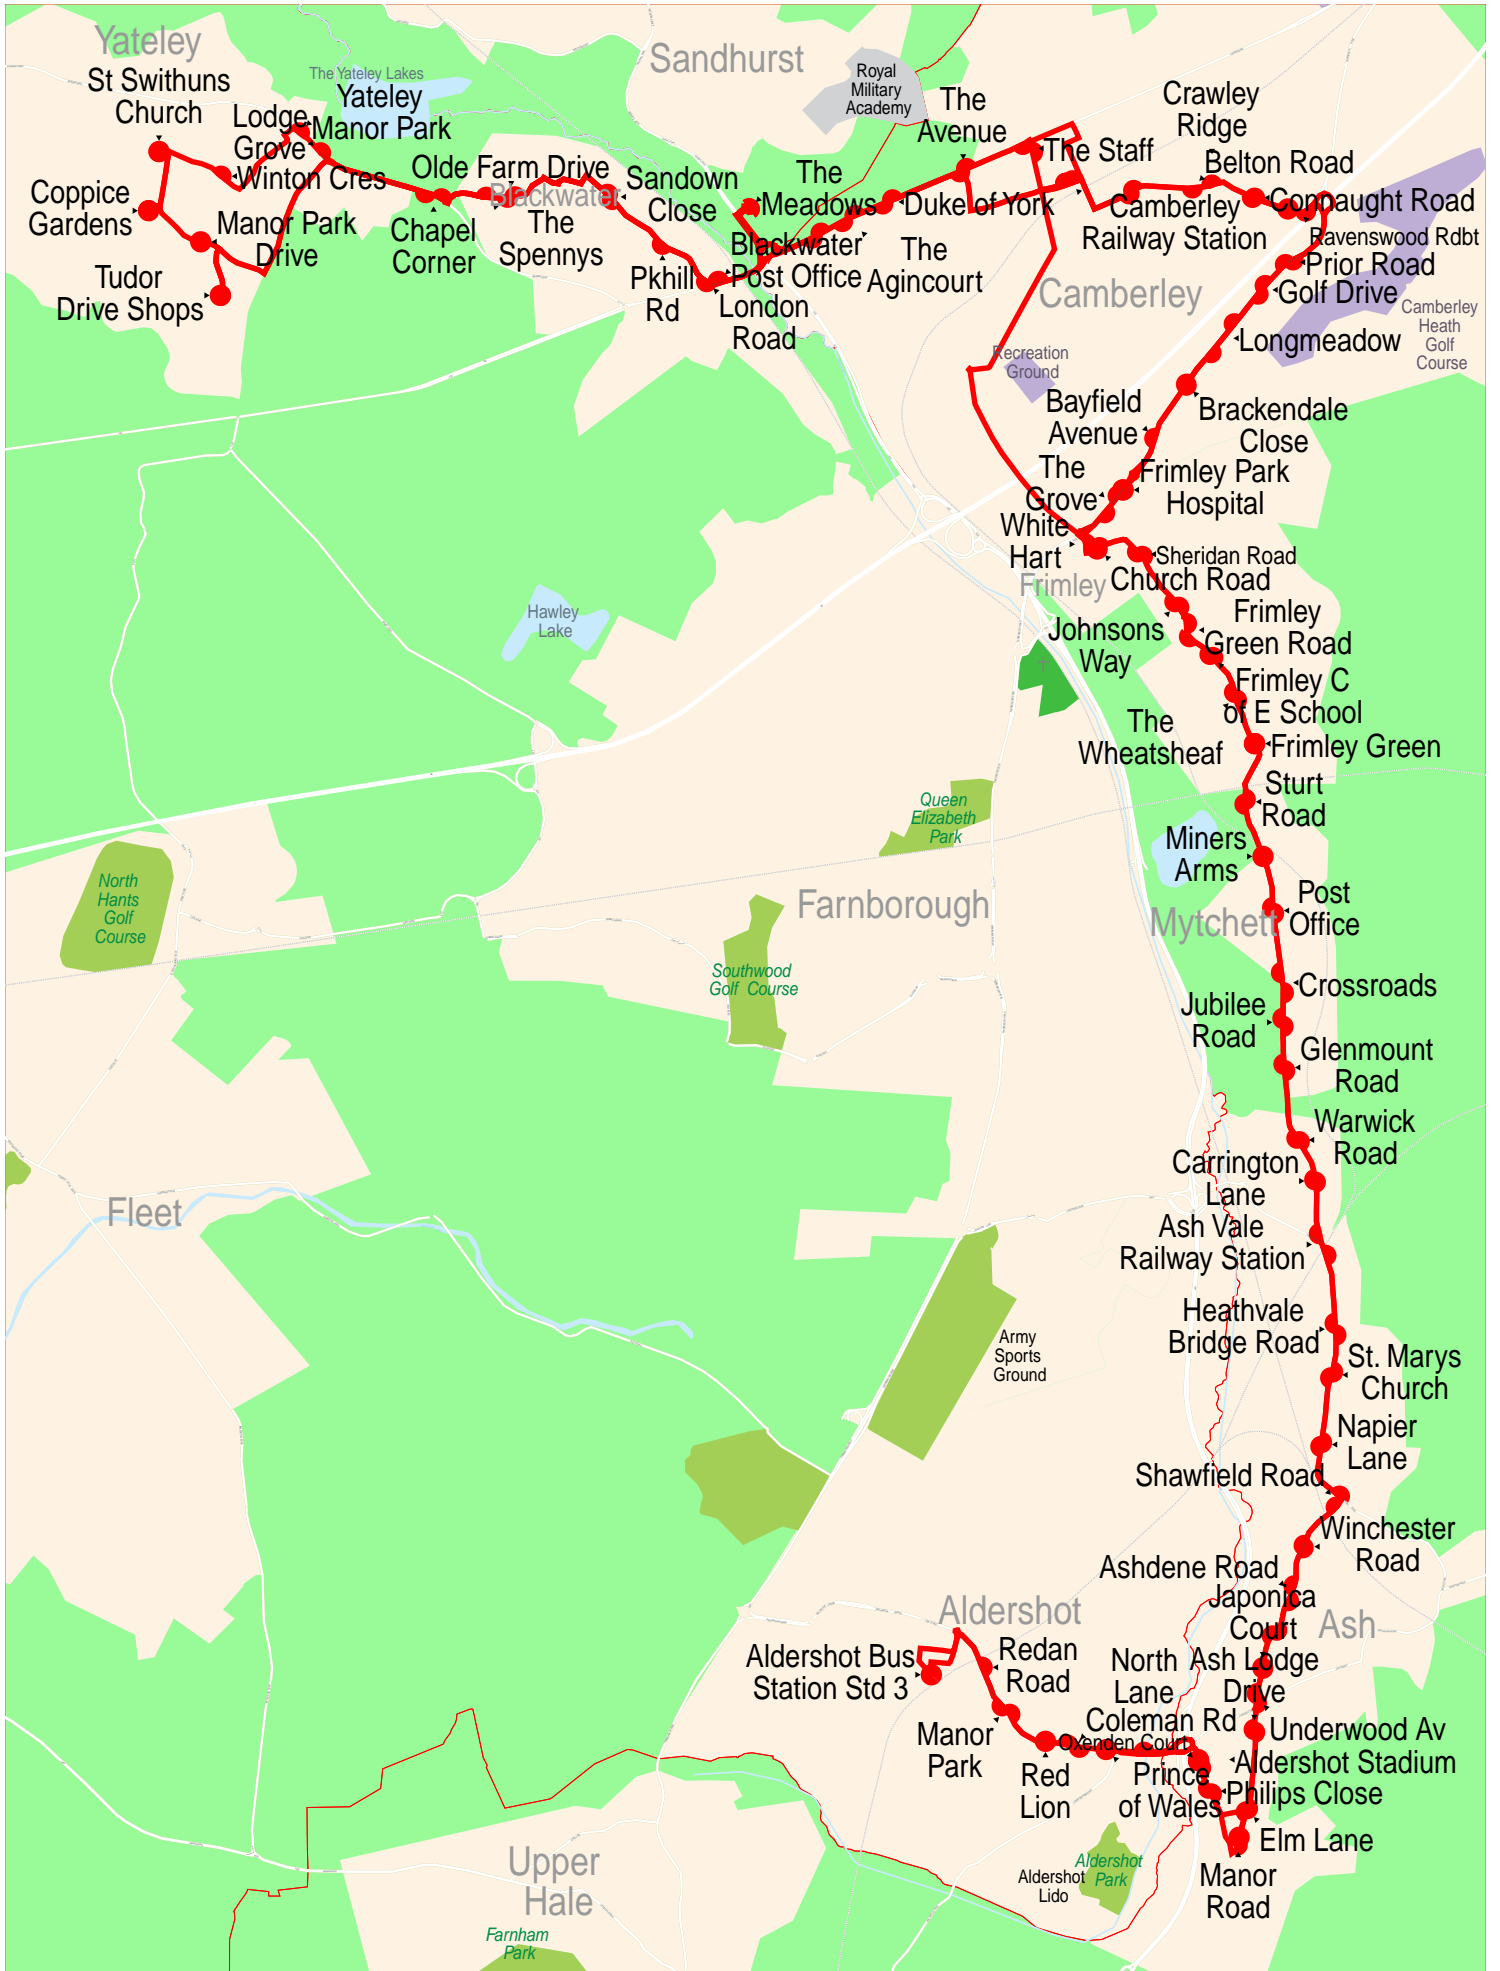 Yateley
St Swithuns
Church
The Yateley Lakes
Yateley
Manor Park
Lodge
Grove
Winton Cres
Coppice
Gardens
Manor Park
Drive
Tudor
Drive Shops
Sandhurst
Royal
Military
Academy
Olde
Chapel
Corner
Farm Drive
Blackwater
The
Spennys
Sandown
Close
Pkhill
Rd
The
Meadows
Blackwater
Post Office
London
Road
The
Avenue
Duke of York
The
Agincourt
The Staff
Crawley
Ridge
Belton Road
Camberley
Railway Station
Connaught Road
Ravenswood Rdbt
Prior Road
Golf Drive
Camberley
Camberley
Heath
Golf
Course
Longmeadow
Recreation
Ground
Brackendale
Close
Bayfield
Avenue
The
Grove
Frimley Park
Hospital
White
Hart
Sheridan Road
Church Road
Frimley
Johnsons
Way
Frimley
Green Road
Frimley C
of E School
The
Wheatsheaf
Frimley Green
Hawley
Lake
Sturt
Road
Queen
Elizabeth
Park
Miners
Arms
North
Hants
Golf
Course
Farnborough
Post
Office
Mytchett
Southwood
Golf Course
Crossroads
Jubilee
Road
Glenmount
Road
Warwick
Road
Carrington
Lane
Fleet
Ash Vale
Railway Station
Heathvale
Bridge Road
Army
Sports
Ground
St. Marys
Church
Napier
Lane
Shawfield Road
Winchester
Road
Ashdene Road
Japonica
Court
Ash
Aldershot
Aldershot Bus
Station Std 3
Redan
Road
North
Lane
Ash Lodge
Drive
Manor
Park
Coleman Rd
Oxenden Court
Underwood Av
Red
Lion
Prince
of Wales
Aldershot Stadium
Philips Close
Elm Lane
Manor
Road
Aldershot
Lido
Aldershot
Park
Upper
Hale
Farnham
Park